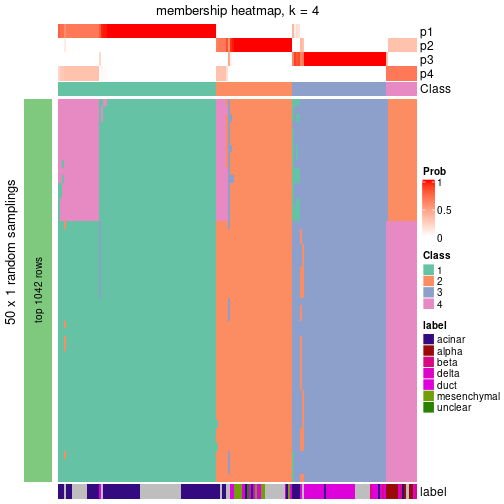 membership heatmap, k = 4
p1
p2
p3
p4
Class
50 x 1 random samplings
top 1042 rows
Prob
1
0.5
0
Class
1
2
3
4
label
acinar
alpha
beta
delta
duct
mesenchymal
unclear
label